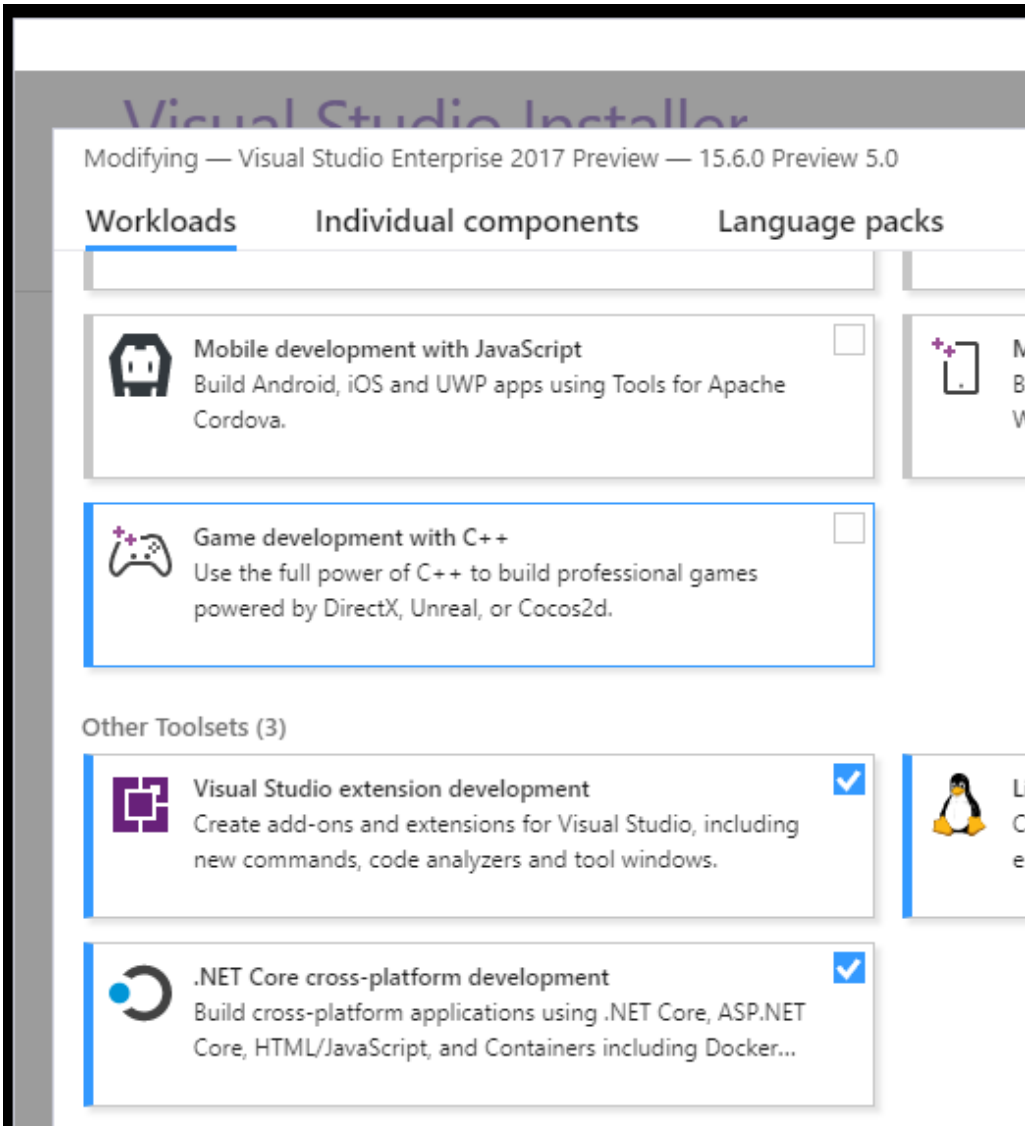 Visual Studio Installer
Modifying — Visual Studio Enterprise 2017 Preview — 15.6.0 Preview 5.0
Workloads Individual components Language packs
Mobile development with JavaScript
Build Android, iOS and UWP apps using Tools for Apache
Cordova.
Game development with C++
Use the full power of C++ to build professional games
powered by DirectX, Unreal, or Cocos2d.
Other Toolsets (3)
Visual Studio extension development
Create add-ons and extensions for Visual Studio, including
new commands, code analyzers and tool windows.
.NET Core cross-platform development
Build cross-platform applications using .NET Core, ASP.NET
Core, HTML/JavaScript, and Containers including Docker...